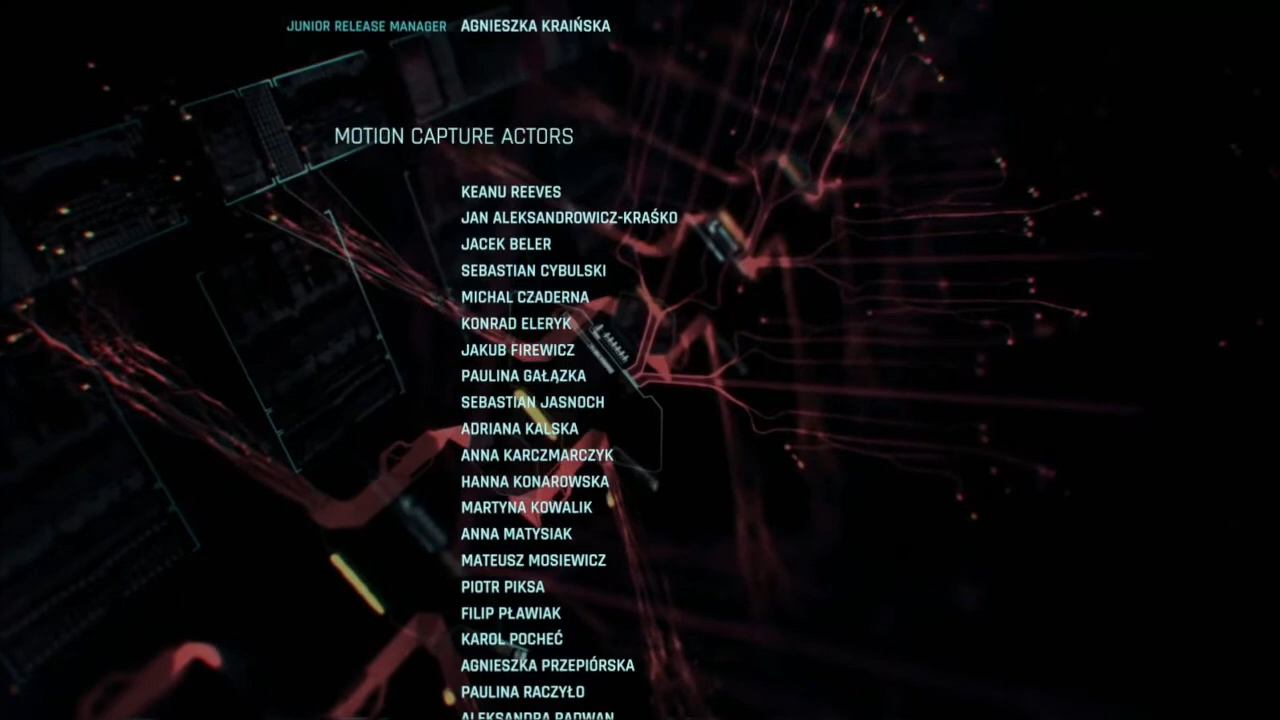 JUNIOR RELEASE MANAGER AGNIESZKA KRAIŃSKA
MOTION CAPTURE ACTORS
KEANU REEVES
JAN ALEKSANDROWICZ-KRAŚKO
JACEK BELER
SEBASTIAN CYBULSKI
MICHAL CZADERNA
KONRAD ELERYK
JAKUB FIREWICZ
PAULINA GAŁĄZKA
SEBASTIAN JASNOCH
ADRIANA KALSKA
ANNA KARCZMARCZYK
HANNA KONAROWSKA
MARTYNA KOWALIK
ANNA MATYSIAK
MATEUSZ MOSIEWICZ
PIOTR PIKSA
FILIP PŁAWIAK
KAROL POCHEĆ
AGNIESZKA PRZEPIÓRSKA
PAULINA RACZYŁO
ALEKSANDRA RADWAN